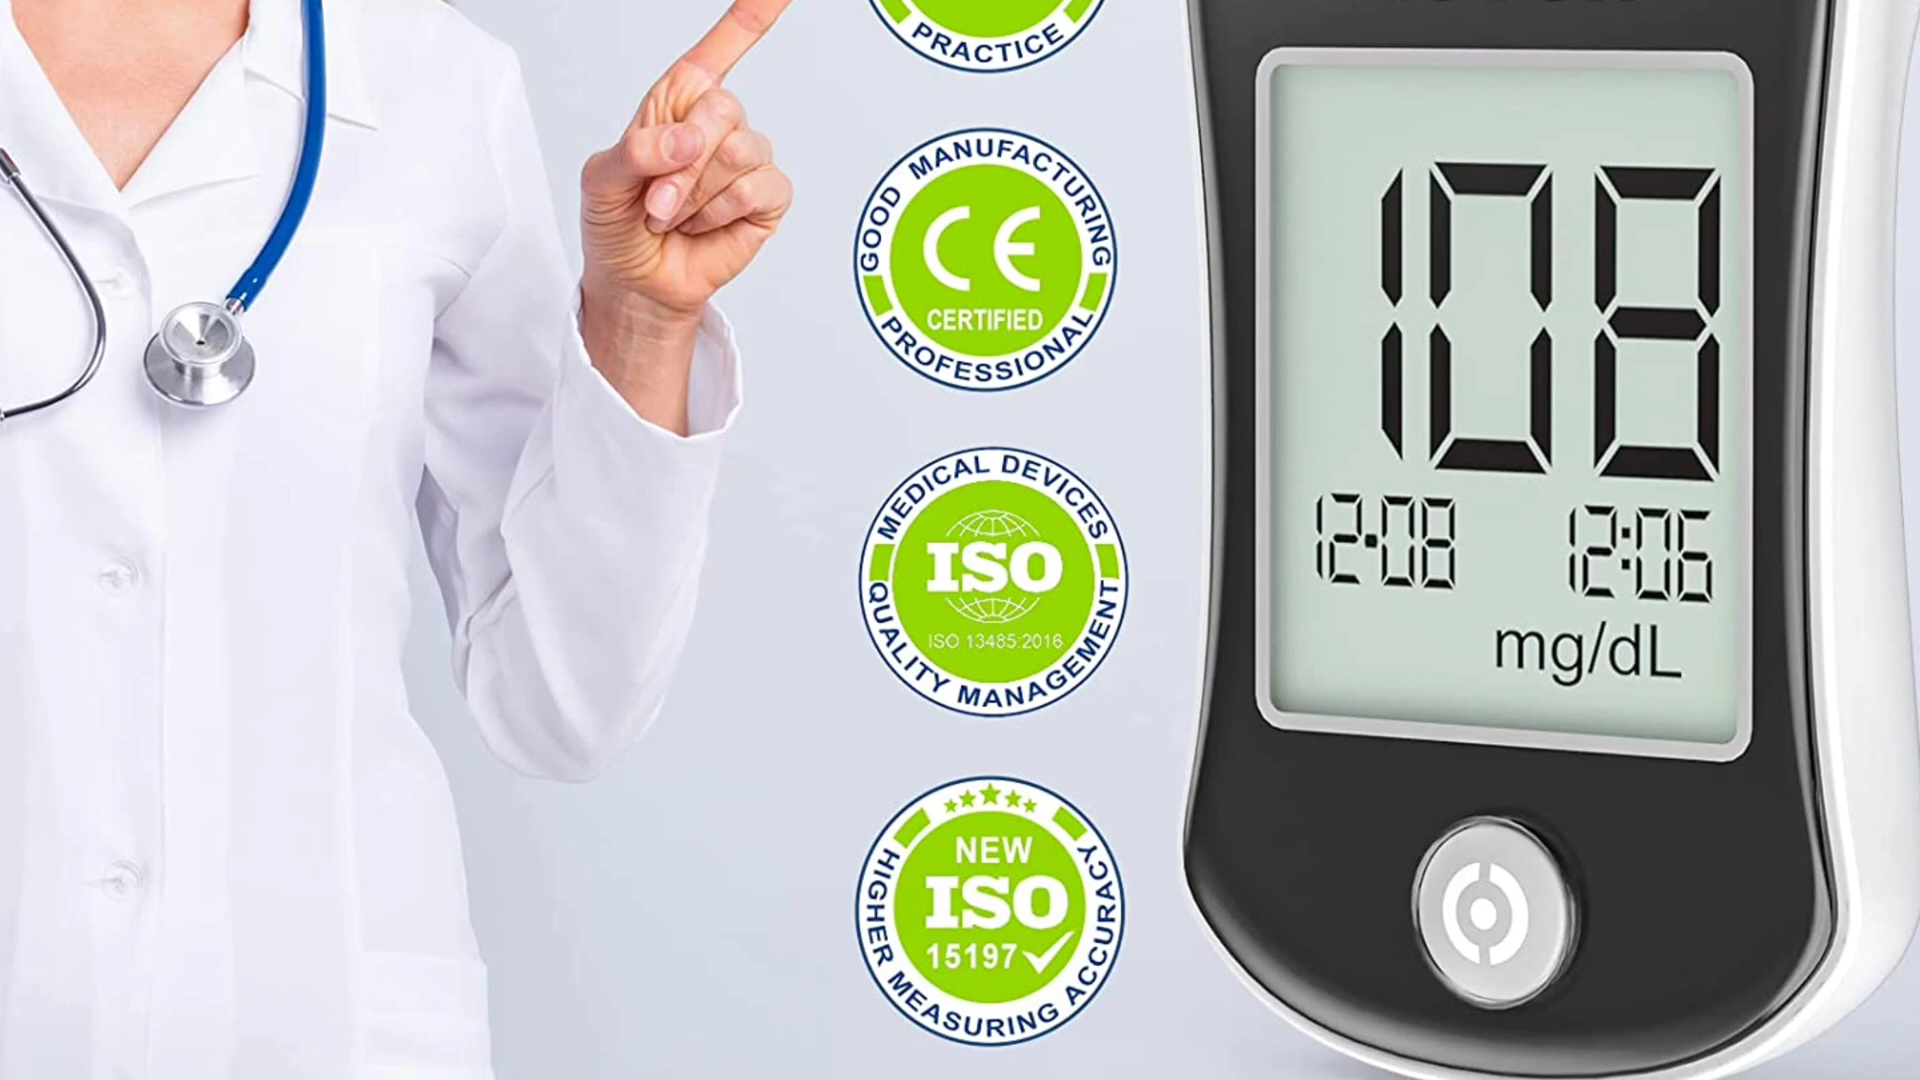 PRACTICE
GOOD MANUFACTURING
CE
CERTIFIED
PROFESSIONAL
MEDICAL DEVICES
ISO
ISO 13485:2016
QUALITY MANAGEMENT
NEW
ISO
15197
HIGHER MEASURING ACCURACY
108
12-08 12:06
mg/dL